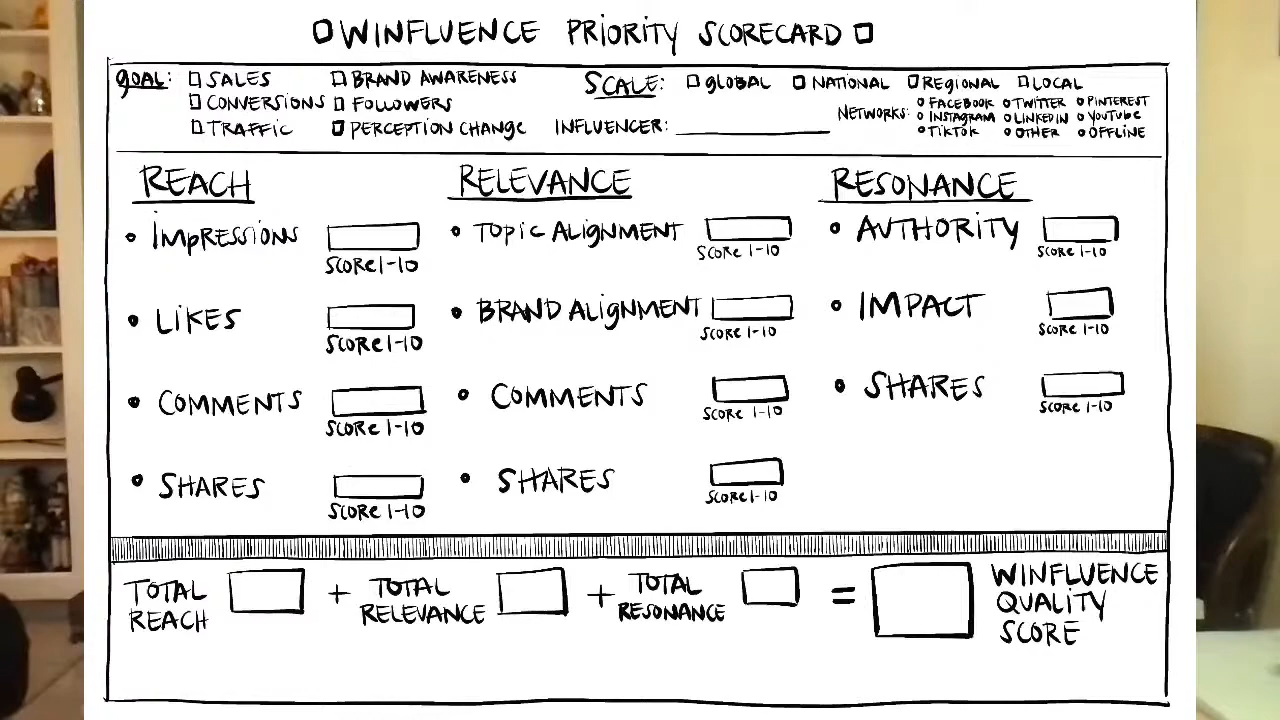 WINFLUENCE PRIORITY SCORECARD
GOAL:
SALES
CONVERSIONS
TRAFFIC
BRAND AWARENESS
FOLLOWERS
PERCEPTION CHANGE
SCALE: GLOBAL NATIONAL REGIONAL LOCAL
INFLUENCER:
NETWORKS:
FACEBOOK TWITTER PINTEREST
INSTAGRAM LINKEDIN YOUTUBE
TIKTOK OTHER OFFLINE
REACH
• IMPRESSIONS
SCORE 1-10
• LIKES
SCORE 1-10
• COMMENTS
SCORE 1-10
• SHARES
SCORE 1-10
RELEVANCE
• TOPIC ALIGNMENT
SCORE 1-10
• BRAND ALIGNMENT
SCORE 1-10
• COMMENTS
SCORE 1-10
• SHARES
SCORE 1-10
RESONANCE
• AUTHORITY
SCORE 1-10
• IMPACT
SCORE 1-10
• SHARES
SCORE 1-10
TOTAL
REACH
+
TOTAL
RELEVANCE
+
TOTAL
RESONANCE
=
WINFLUENCE
QUALITY
SCORE